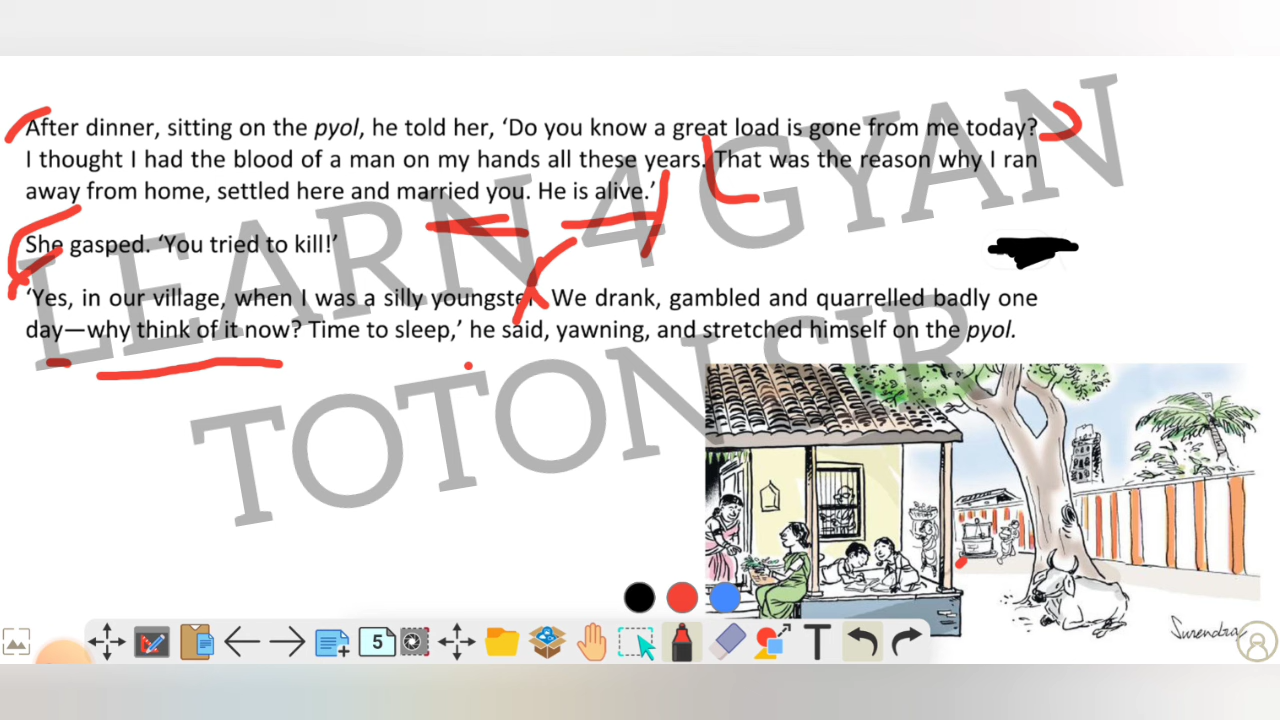 After dinner, sitting on the pyol, he told her, ‘Do you know a great load is gone from me today?
I thought I had the blood of a man on my hands all these years. That was the reason why I ran
away from home, settled here and married you. He is alive.’
She gasped. ‘You tried to kill!’
‘Yes, in our village, when I was a silly youngster. We drank, gambled and quarrelled badly one
day—why think of it now? Time to sleep,’ he said, yawning, and stretched himself on the pyol.
LEARN 4 GYAN
TOTON SIR
Surendra
5
T